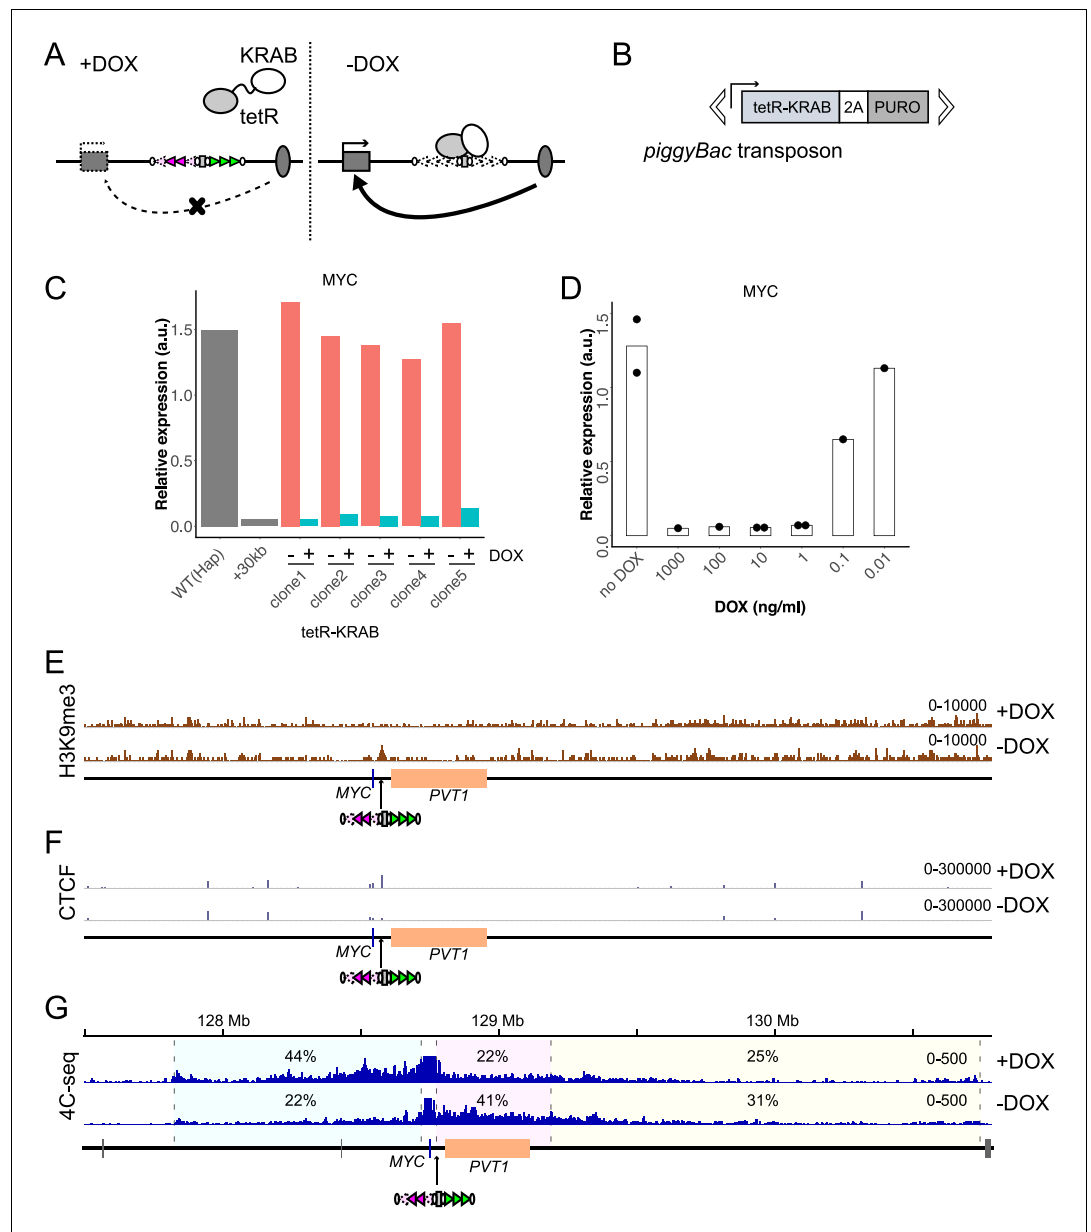 A
+DOX
KRAB
tetR
-DOX
B
tetR-KRAB 2A PURO
piggyBac transposon
C
MYC
Relative expression (a.u.)
1.5
1.0
0.5
0.0
- + - + - + - + - + DOX
WT(Hap) +30kb clone1 clone2 clone3 clone4 clone5
tetR-KRAB
D
MYC
Relative expression (a.u.)
1.5
1.0
0.5
0.0
no DOX 1000 100 10 1 0.1 0.01
DOX (ng/ml)
E
H3K9me3
0-10000 +DOX
0-10000 -DOX
MYC PVT1
F
CTCF
0-300000 +DOX
0-300000 -DOX
MYC PVT1
G
128 Mb 129 Mb 130 Mb
4C-seq
44% 22% 25% 0-500 +DOX
22% 41% 31% 0-500 -DOX
MYC PVT1